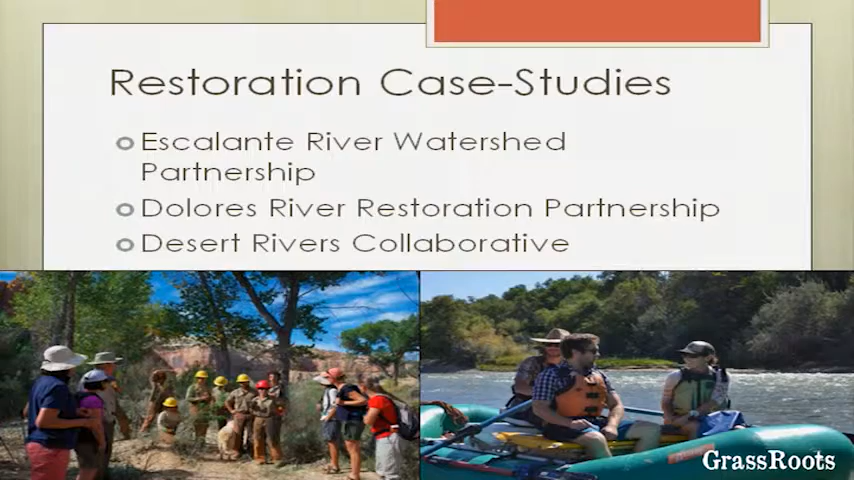 Restoration Case-Studies
Escalante River Watershed
Partnership
Dolores River Restoration Partnership
Desert Rivers Collaborative
GrassRoots